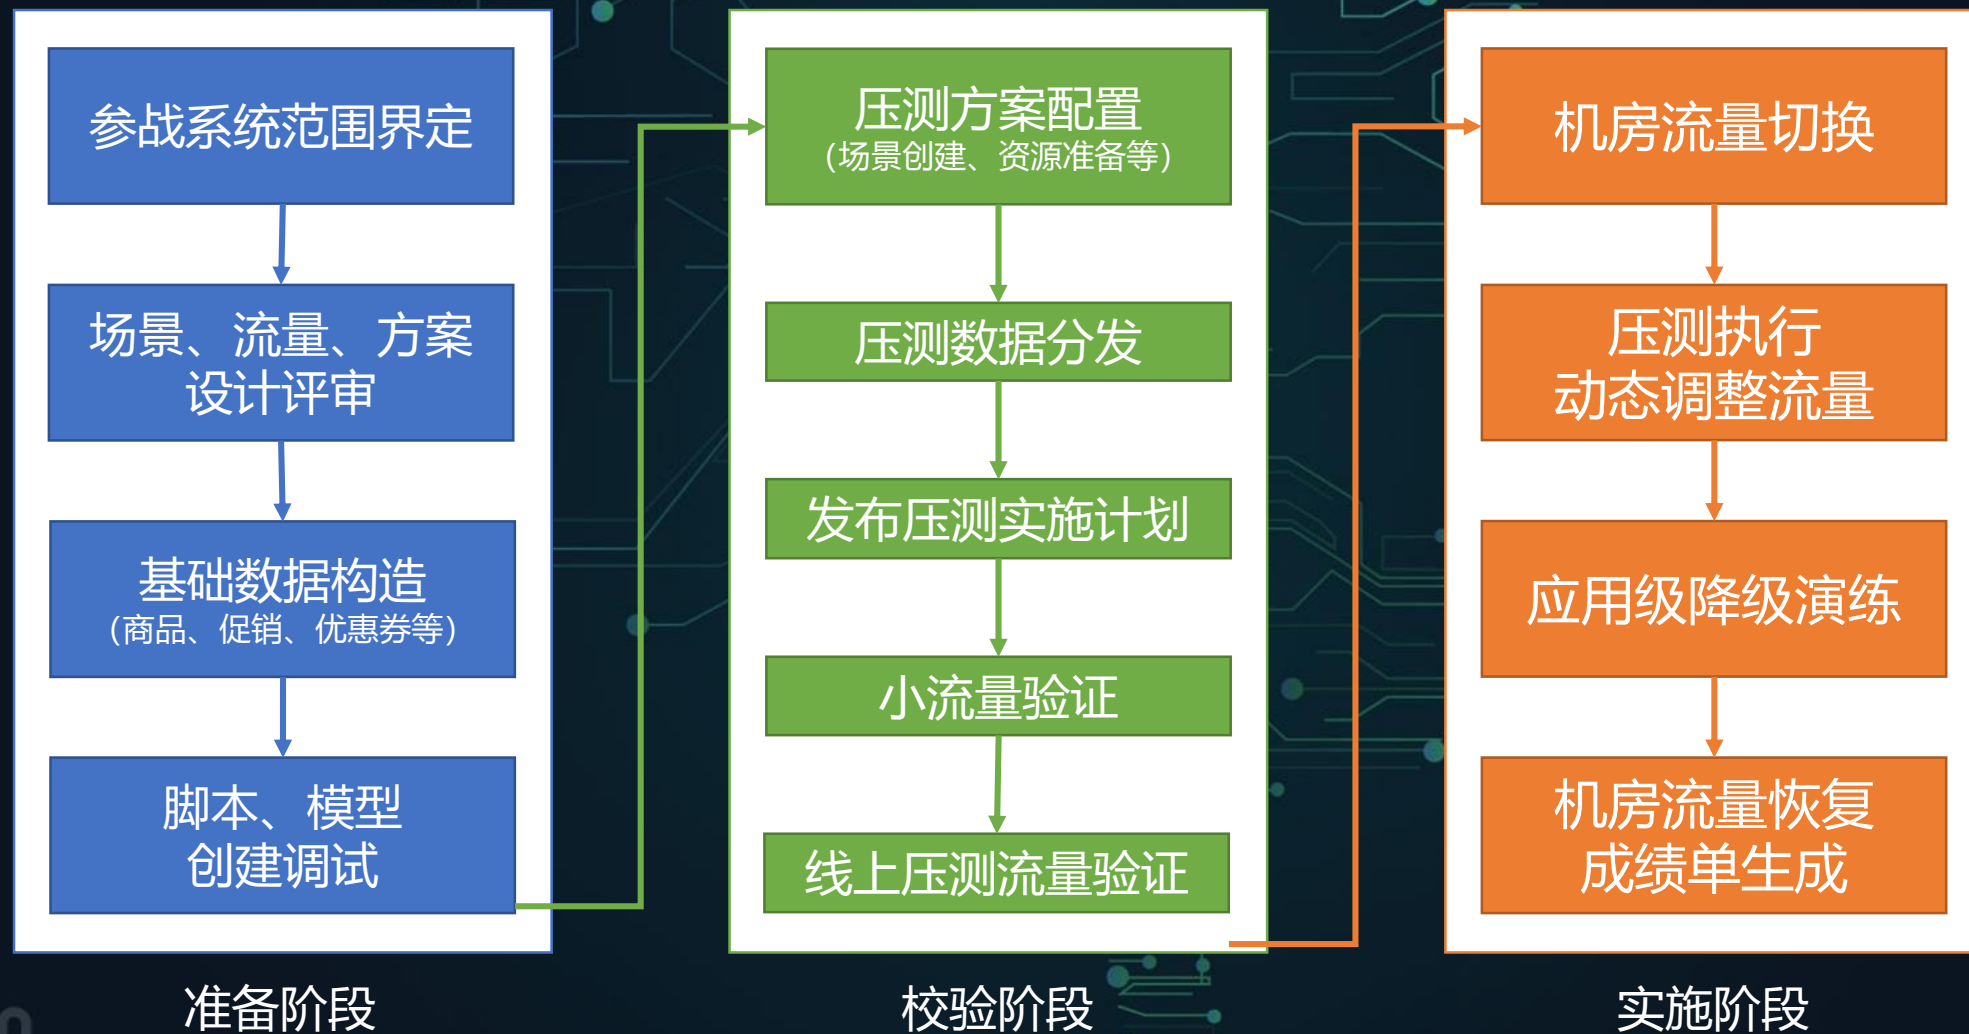 参战系统范围界定
场景、流量、方案
设计评审
基础数据构造
（商品、促销、优惠券等）
脚本、模型
创建调试
准备阶段
压测方案配置
（场景创建、资源准备等）
压测数据分发
发布压测实施计划
小流量验证
线上压测流量验证
校验阶段
机房流量切换
压测执行
动态调整流量
应用级降级演练
机房流量恢复
成绩单生成
实施阶段